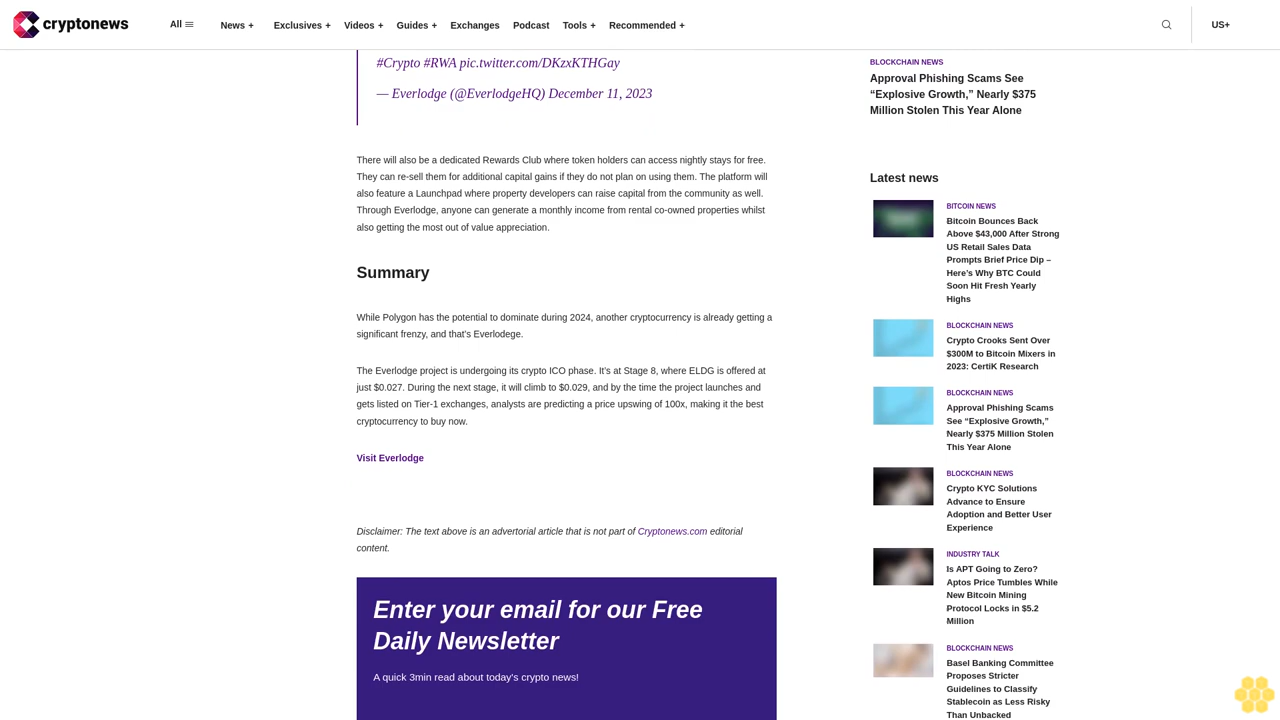 cryptonews
All
News +
Exclusives +
Videos +
Guides +
Exchanges
Podcast
Tools +
Recommended +
US+
#Crypto #RWA pic.twitter.com/DKzxKTHGay
— Everlodge (@EverlodgeHQ) December 11, 2023
There will also be a dedicated Rewards Club where token holders can access nightly stays for free.
They can re-sell them for additional capital gains if they do not plan on using them. The platform will
also feature a Launchpad where property developers can raise capital from the community as well.
Through Everlodge, anyone can generate a monthly income from rental co-owned properties whilst
also getting the most out of value appreciation.
Summary
While Polygon has the potential to dominate during 2024, another cryptocurrency is already getting a
significant frenzy, and that's Everlodege.
The Everlodge project is undergoing its crypto ICO phase. It's at Stage 8, where ELDG is offered at
just $0.027. During the next stage, it will climb to $0.029, and by the time the project launches and
gets listed on Tier-1 exchanges, analysts are predicting a price upswing of 100x, making it the best
cryptocurrency to buy now.
Visit Everlodge
Disclaimer: The text above is an advertorial article that is not part of Cryptonews.com editorial
content.
Enter your email for our Free
Daily Newsletter
A quick 3min read about today's crypto news!
BLOCKCHAIN NEWS
Approval Phishing Scams See
“Explosive Growth,” Nearly $375
Million Stolen This Year Alone
Latest news
BITCOIN NEWS
Bitcoin Bounces Back
Above $43,000 After Strong
US Retail Sales Data
Prompts Brief Price Dip –
Here's Why BTC Could
Soon Hit Fresh Yearly
Highs
BLOCKCHAIN NEWS
Crypto Crooks Sent Over
$300M to Bitcoin Mixers in
2023: CertiK Research
BLOCKCHAIN NEWS
Approval Phishing Scams
See “Explosive Growth,”
Nearly $375 Million Stolen
This Year Alone
BLOCKCHAIN NEWS
Crypto KYC Solutions
Advance to Ensure
Adoption and Better User
Experience
INDUSTRY TALK
Is APT Going to Zero?
Aptos Price Tumbles While
New Bitcoin Mining
Protocol Locks in $5.2
Million
BLOCKCHAIN NEWS
Basel Banking Committee
Proposes Stricter
Guidelines to Classify
Stablecoin as Less Risky
Than Unbacked